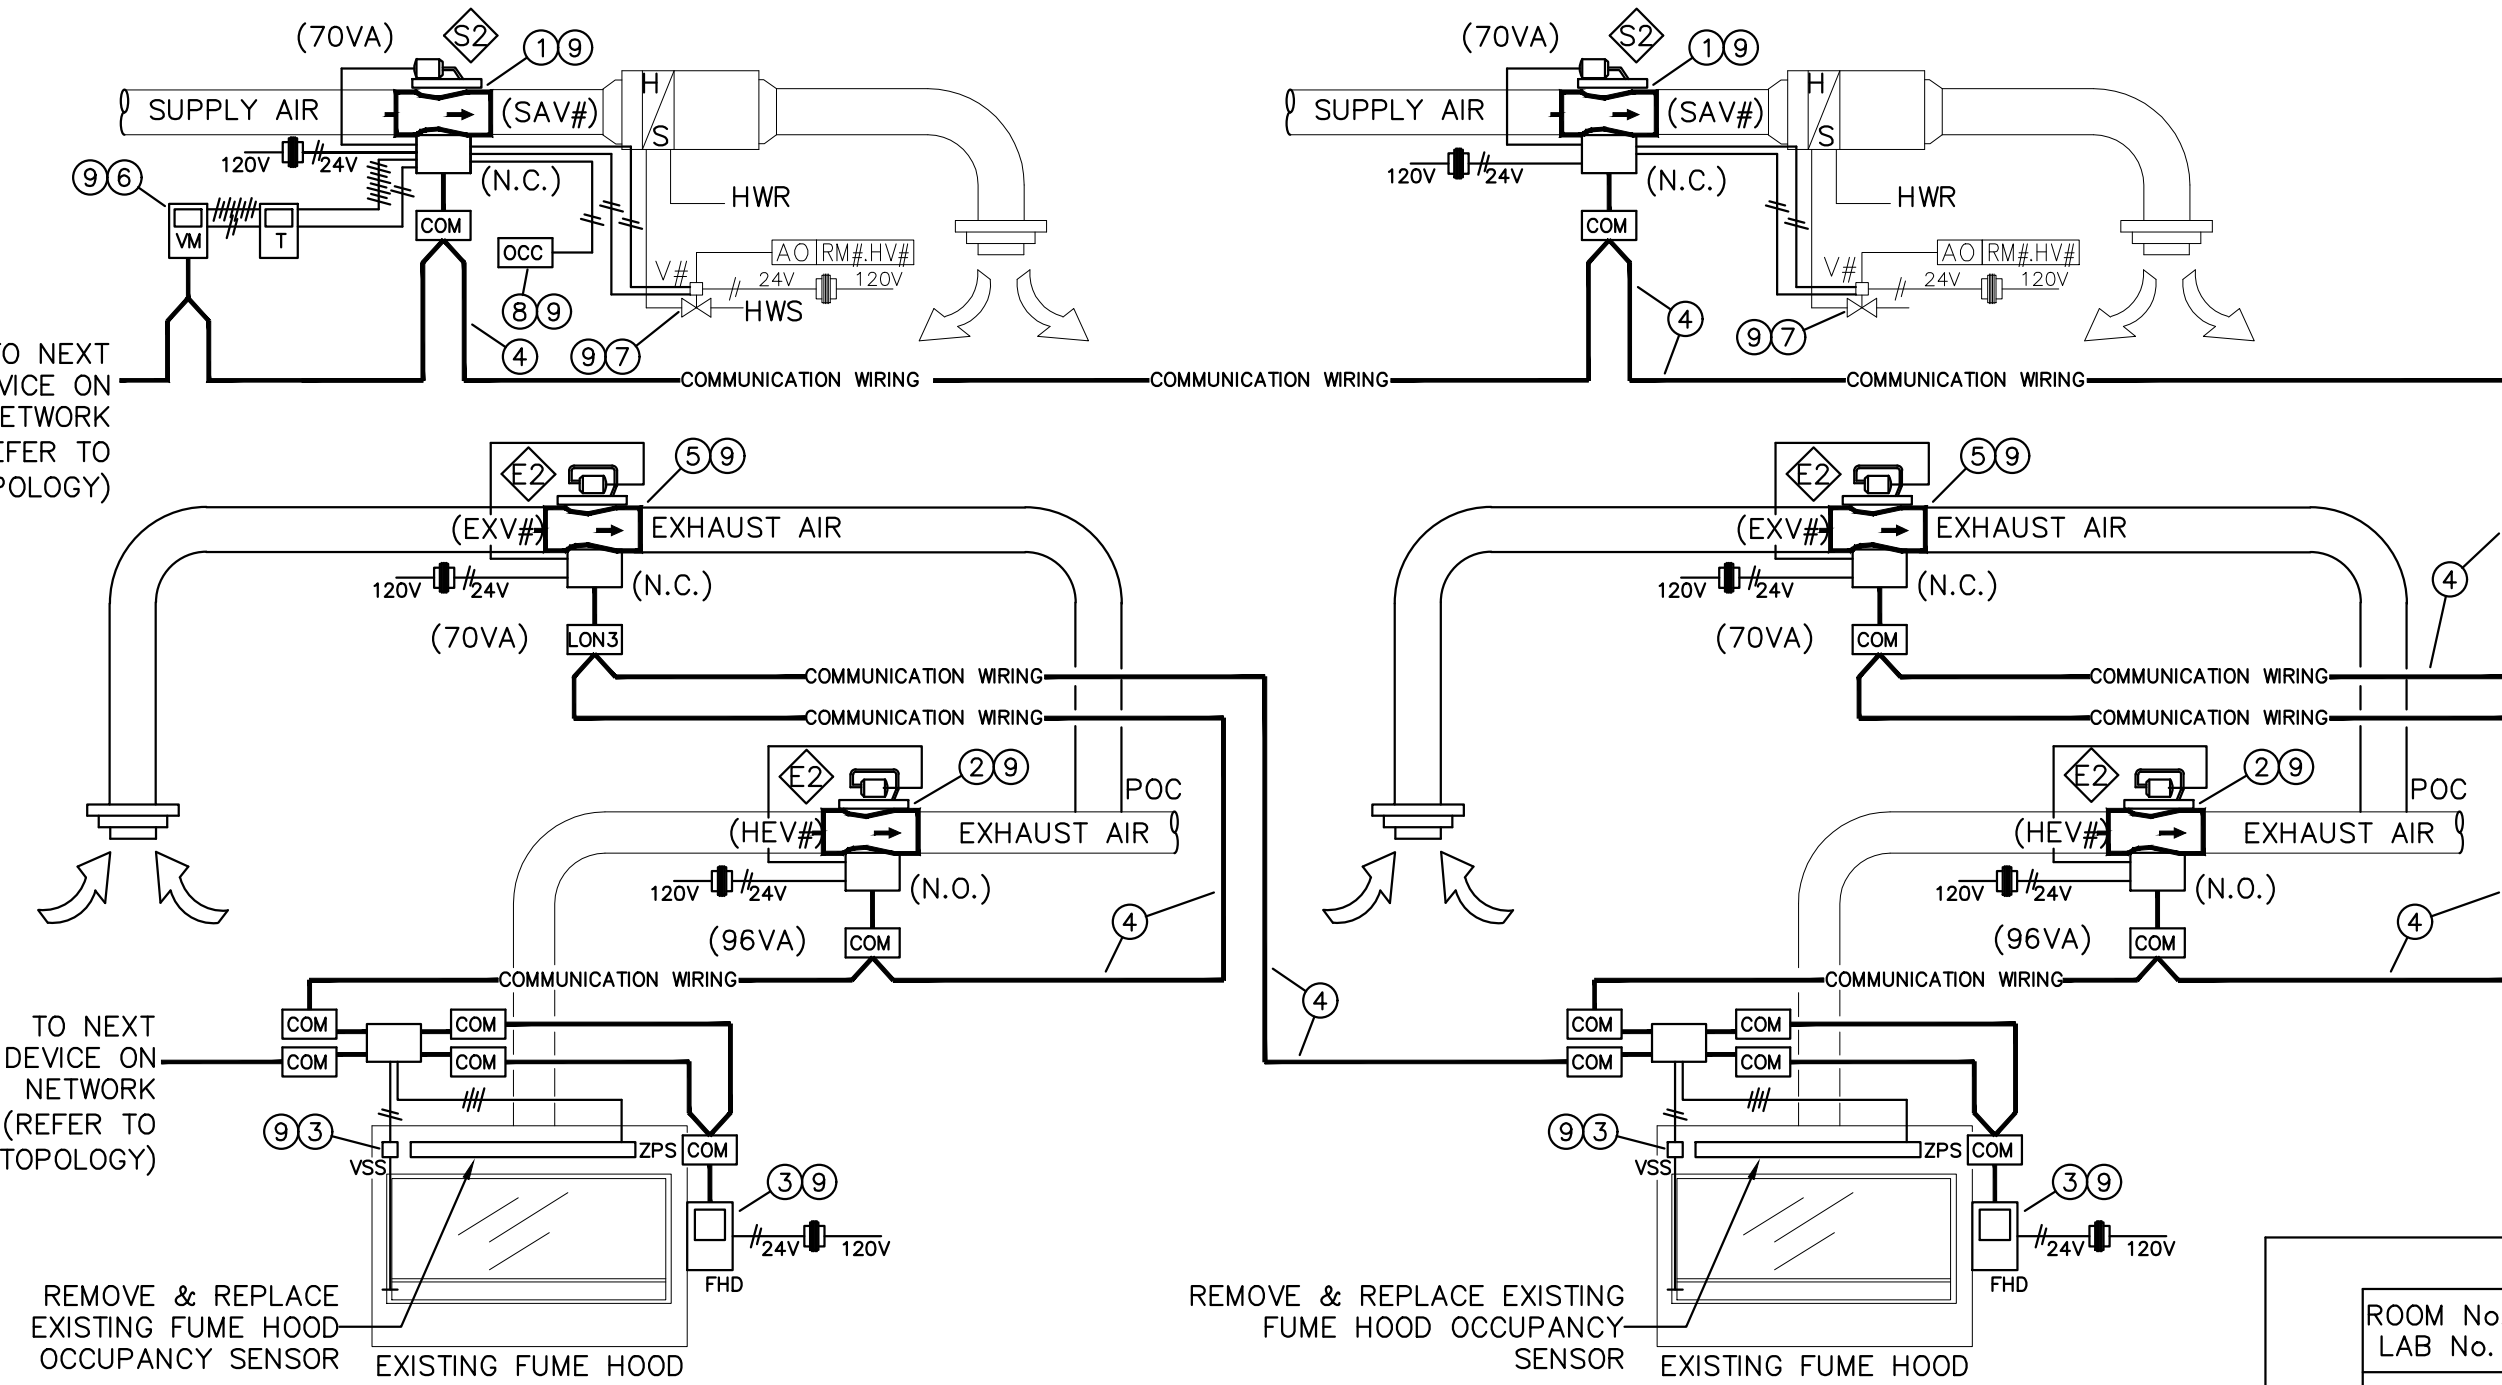 (70VA)
S2
1 9
SUPPLY AIR
(SAV#)
H
S
120V
24V
(N.C.)
9 6
VM
T
COM
OCC
8 9
HWR
V#
AO RM#.HV#
24V
120V
HWS
9 7
4
(70VA)
S2
1 9
SUPPLY AIR
(SAV#)
H
S
120V
24V
(N.C.)
COM
HWR
V#
AO RM#.HV#
24V
120V
9 7
4
TO NEXT
VICE ON
ETWORK
EFER TO
POLOGY)
COMMUNICATION WIRING
COMMUNICATION WIRING
COMMUNICATION WIRING
E2
5 9
(EXV#)
EXHAUST AIR
120V
24V
(N.C.)
(70VA)
LON3
COMMUNICATION WIRING
COMMUNICATION WIRING
E2
5 9
(EXV#)
EXHAUST AIR
120V
24V
(N.C.)
(70VA)
COM
4
COMMUNICATION WIRING
COMMUNICATION WIRING
E2
2 9
POC
(HEV#)
EXHAUST AIR
120V
24V
(N.O.)
(96VA)
COM
4
COMMUNICATION WIRING
E2
2 9
POC
(HEV#)
EXHAUST AIR
120V
24V
(N.O.)
(96VA)
COM
4
COMMUNICATION WIRING
4
TO NEXT
DEVICE ON
NETWORK
(REFER TO
TOPOLOGY)
COM
COM
COM
COM
9 3
VSS
ZPS
COM
3 9
24V
120V
FHD
REMOVE & REPLACE
EXISTING FUME HOOD
OCCUPANCY SENSOR
EXISTING FUME HOOD
COM
COM
COM
COM
9 3
VSS
ZPS
COM
3 9
24V
120V
FHD
REMOVE & REPLACE EXISTING
FUME HOOD OCCUPANCY
SENSOR
EXISTING FUME HOOD
ROOM No
LAB No.